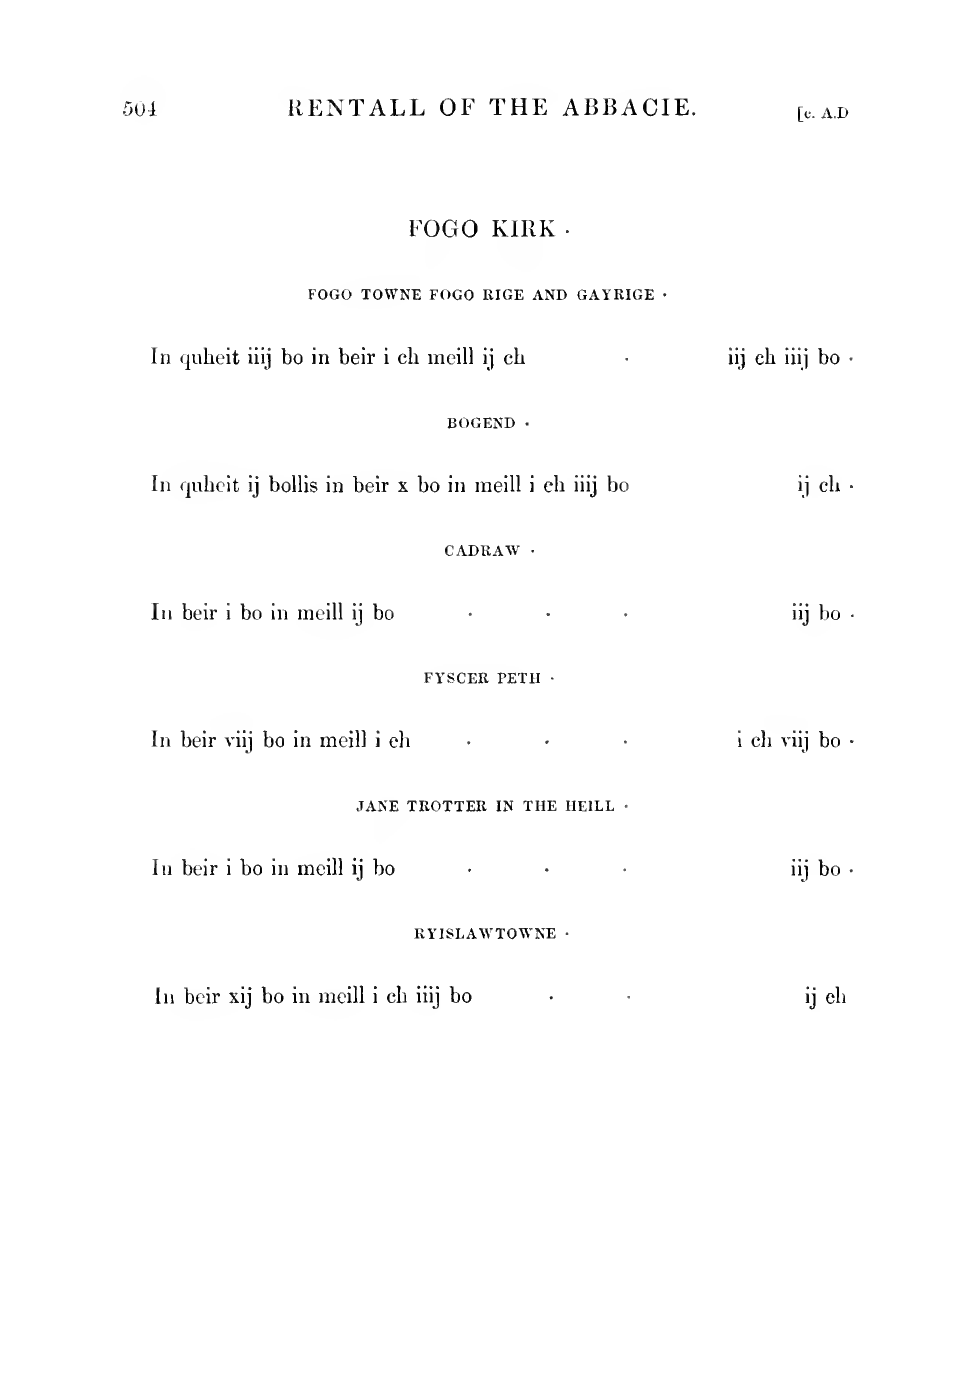 504 RENTALL OF THE ABBACIE. [c. A.D
FOGO KIRK ·
FOGO TOWNE FOGO RIGE AND GAYRIGE ·
In quheit iiij bo in beir i ch meill ij ch · iij ch iiij bo ·
BOGEND ·
In quheit ij bollis in beir x bo in meill i ch iiij bo ij ch ·
CADRAW ·
In beir i bo in meill ij bo · · · iij bo ·
FYSCER PETH ·
In beir viij bo in meill i ch · · · i ch viij bo ·
JANE TROTTER IN THE HEILL ·
In beir i bo in meill ij bo · · · iij bo ·
RYISLAWTOWNE ·
In beir xij bo in meill i ch iiij bo · · ij ch